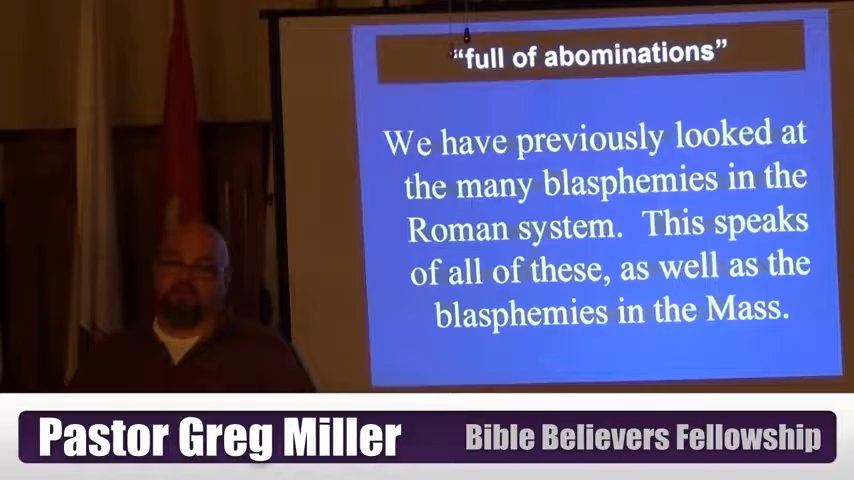 "full of abominations"
We have previously looked at
the many blasphemies in the
Roman system.  This speaks
of all of these, as well as the
blasphemies in the Mass.
Pastor Greg Miller
Bible Believers Fellowship